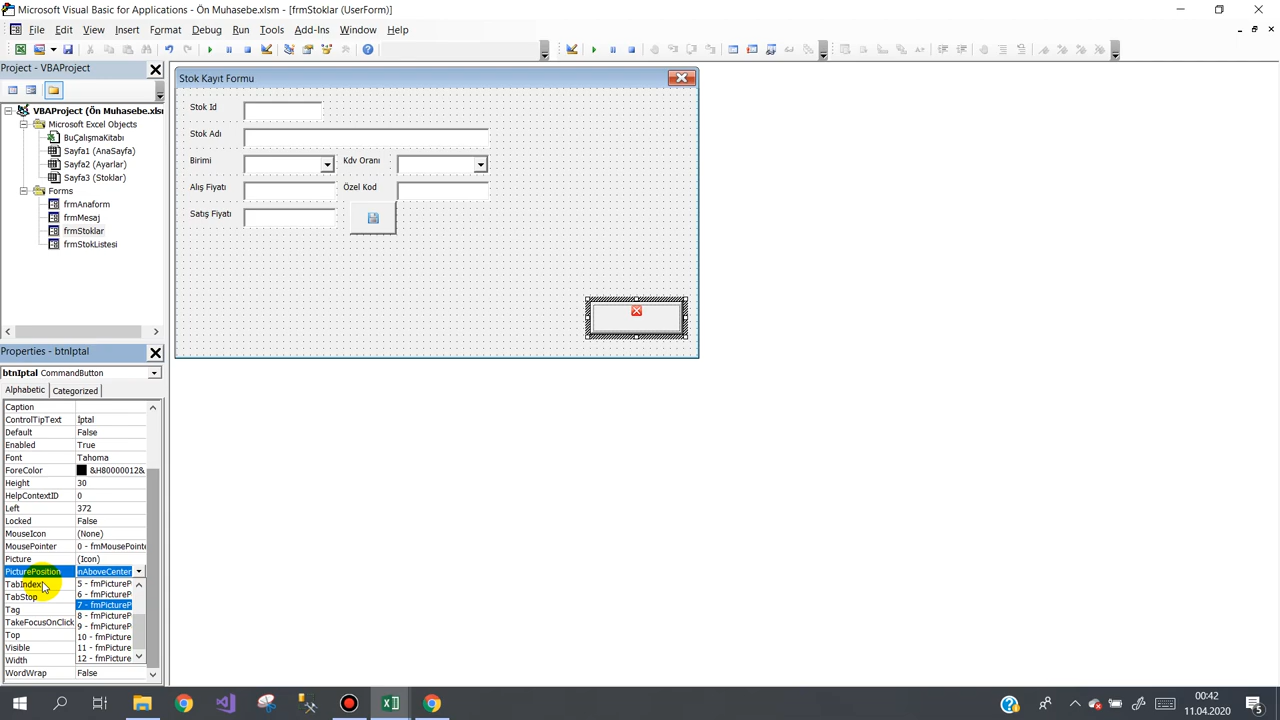 Microsoft Visual Basic for Applications - Ön Muhasebe.xlsm - [frmStoklar (UserForm)]
File Edit View Insert Format Debug Run Tools Add-Ins Window Help
Project - VBAProject
VBAProject (Ön Muhasebe.xlsm
Microsoft Excel Objects
BuÇalışmaKitabı
Sayfa1 (AnaSayfa)
Sayfa2 (Ayarlar)
Sayfa3 (Stoklar)
Forms
frmAnaform
frmMesaj
frmStoklar
frmStokListesi
Stok Kayıt Formu
Stok Id
Stok Adı
Birimi Kdv Oranı
Alış Fiyatı Özel Kod
Satış Fiyatı
Properties - btnIptal
btnIptal CommandButton
Alphabetic Categorized
Caption
ControlTipText Iptal
Default False
Enabled True
Font Tahoma
ForeColor &H80000012&
Height 30
HelpContextID 0
Left 372
Locked False
MouseIcon (None)
MousePointer 0 - fmMousePointe
Picture (Icon)
PicturePosition nAboveCenter
TabIndex 5 - fmPictureP
6 - fmPictureP
TabStop 7 - fmPictureP
Tag 8 - fmPictureP
TakeFocusOnClick 9 - fmPictureP
Top 10 - fmPicture
Visible 11 - fmPicture
Width 12 - fmPicture
WordWrap False
00:42
11.04.2020
5